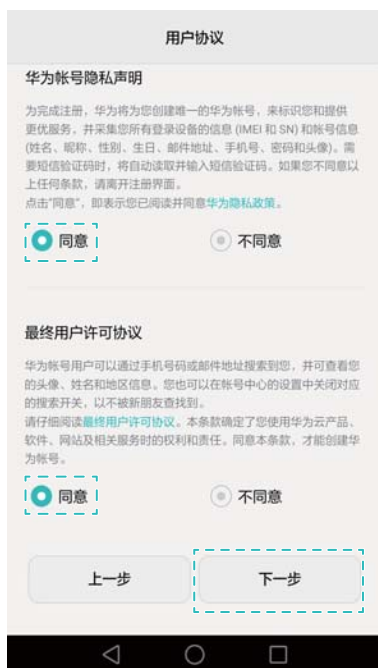 用户协议
华为帐号隐私声明
为完成注册，华为将为您创建唯一的华为帐号，来标识您和提供
更优服务，并采集您所有登录设备的信息 (IMEI 和 SN) 和帐号信息
(姓名、昵称、性别、生日、邮件地址、手机号、密码和头像)。需
要短信验证码时，将自动读取并输入短信验证码。如果您不同意以
上任何条款，请离开注册界面。
点击“同意”，即表示您已阅读并同意华为隐私政策。
同意 不同意
最终用户许可协议
华为帐号用户可以通过手机号码或邮件地址搜索到您，并可查看您
的头像、姓名和地区信息。您也可以在帐号中心的设置中关闭对应
的搜索开关，以不被新朋友查找到。
请仔细阅读最终用户许可协议。本条款确定了您使用华为云产品、
软件、网站及相关服务时的权利和责任。同意本条款，才能创建华
为帐号。
同意 不同意
上一步 下一步